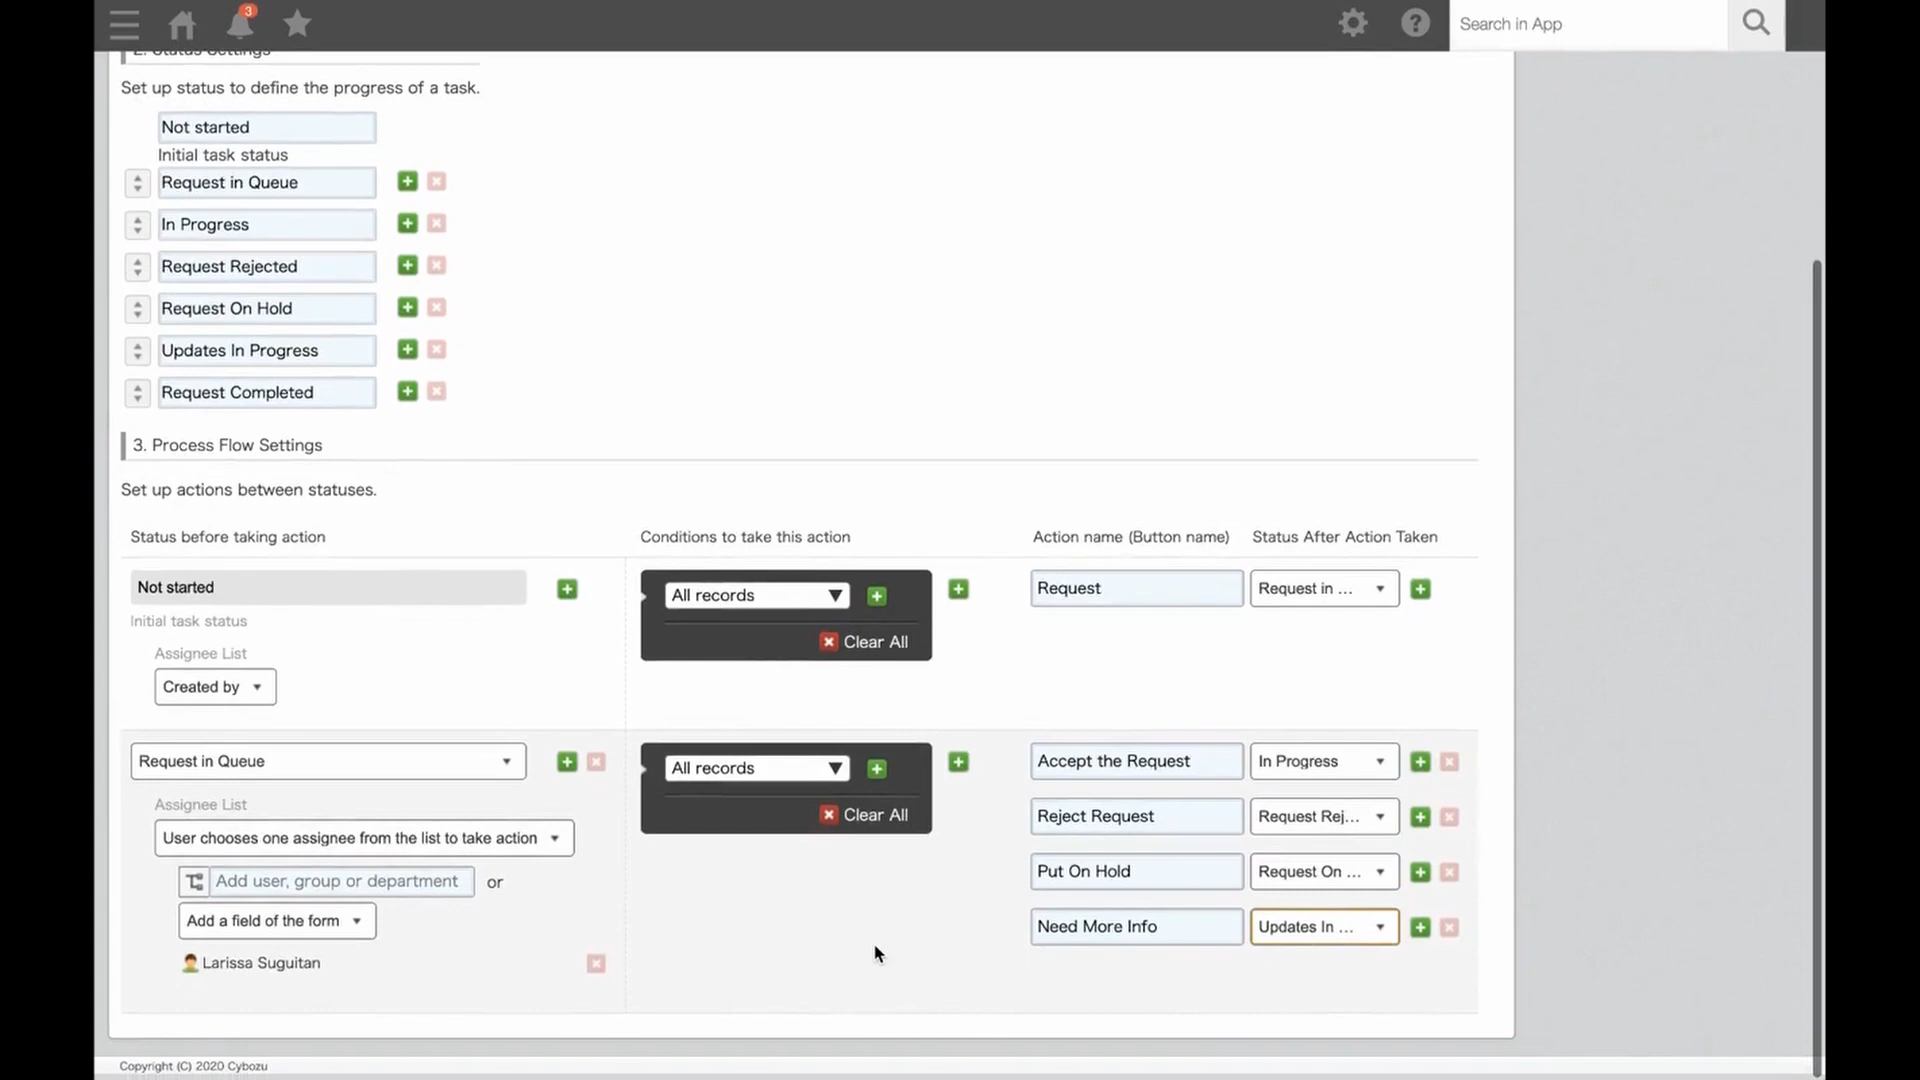 3
Search in App
2. Status Settings
Set up status to define the progress of a task.
Not started
Initial task status
Request in Queue
In Progress
Request Rejected
Request On Hold
Updates In Progress
Request Completed
3. Process Flow Settings
Set up actions between statuses.
Status before taking action Conditions to take this action Action name (Button name) Status After Action Taken
Not started All records Request Request in ...
Initial task status
Clear All
Assignee List
Created by
Request in Queue All records Accept the Request In Progress
Assignee List Clear All Reject Request Request Rej...
User chooses one assignee from the list to take action
Add user, group or department or Put On Hold Request On ...
Add a field of the form Need More Info Updates In ...
Larissa Suguitan
Copyright (C) 2020 Cybozu